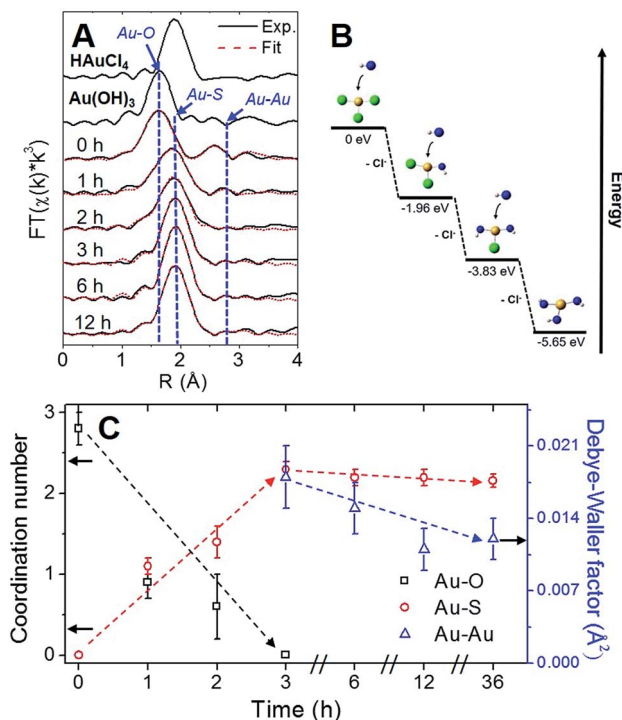 A
Au-O
Exp.
Fit
HAuCl₄
Au-S
Au(OH)₃
Au-Au
0 h
1 h
2 h
3 h
6 h
12 h
FT(χ(k)*k³)
0 1 2 3 4
R (Å)
B
Energy
0 eV
- Cl⁻
-1.96 eV
- Cl⁻
-3.83 eV
- Cl⁻
-5.65 eV
C
Coordination number
3
2
1
0
0.021
0.014
0.007
0.000
Debye-Waller factor (Å²)
Au-O
Au-S
Au-Au
0 1 2 3 // 6 // 12 // 36
Time (h)